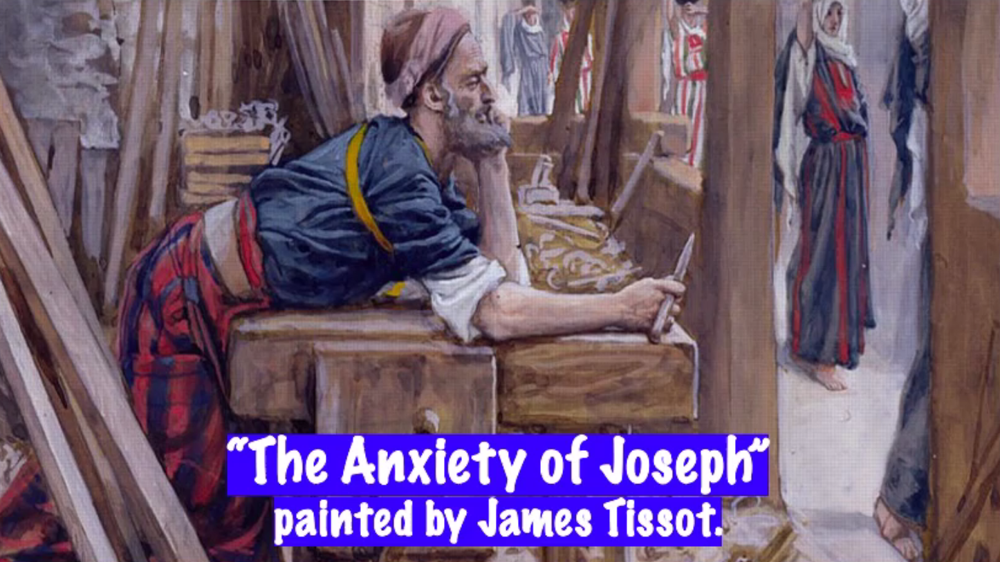 “The Anxiety of Joseph”
painted by James Tissot.